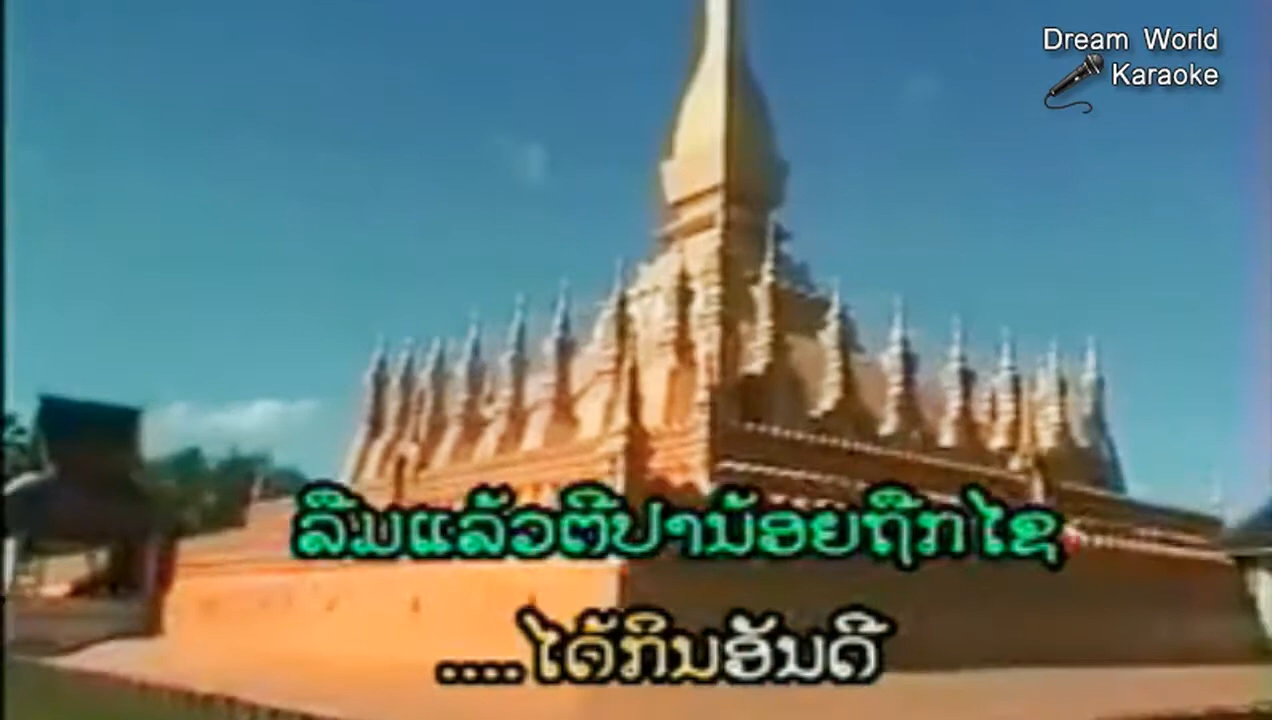 Dream World
Karaoke
ລືມແລ້ວຕີປານ້ອຍຖືກໄຊ
....ໄດ້ກິນອັນດີ